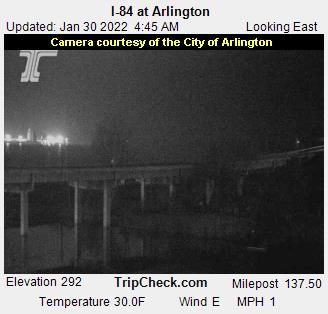 I-84 at Arlington
Updated: Jan 30 2022 4:45 AM Looking East
Camera courtesy of the City of Arlington
Elevation 292 TripCheck.com Milepost 137.50
Temperature 30.0F Wind E MPH 1